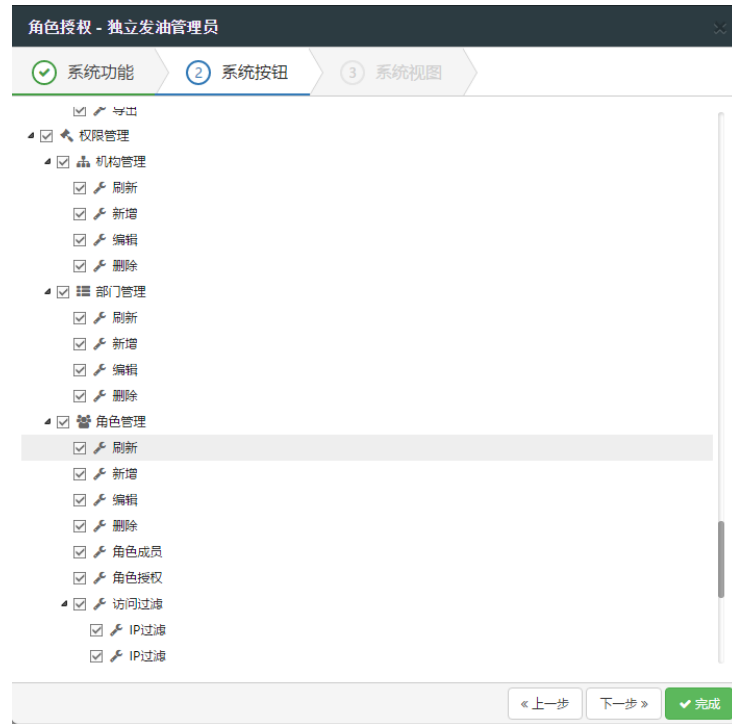 角色授权 - 独立发油管理员
系统功能 2 系统按钮 3 系统视图
导出
权限管理
机构管理
刷新
新增
编辑
删除
部门管理
刷新
新增
编辑
删除
角色管理
刷新
新增
编辑
删除
角色成员
角色授权
访问过滤
IP过滤
IP过滤
«上一步 下一步» 完成